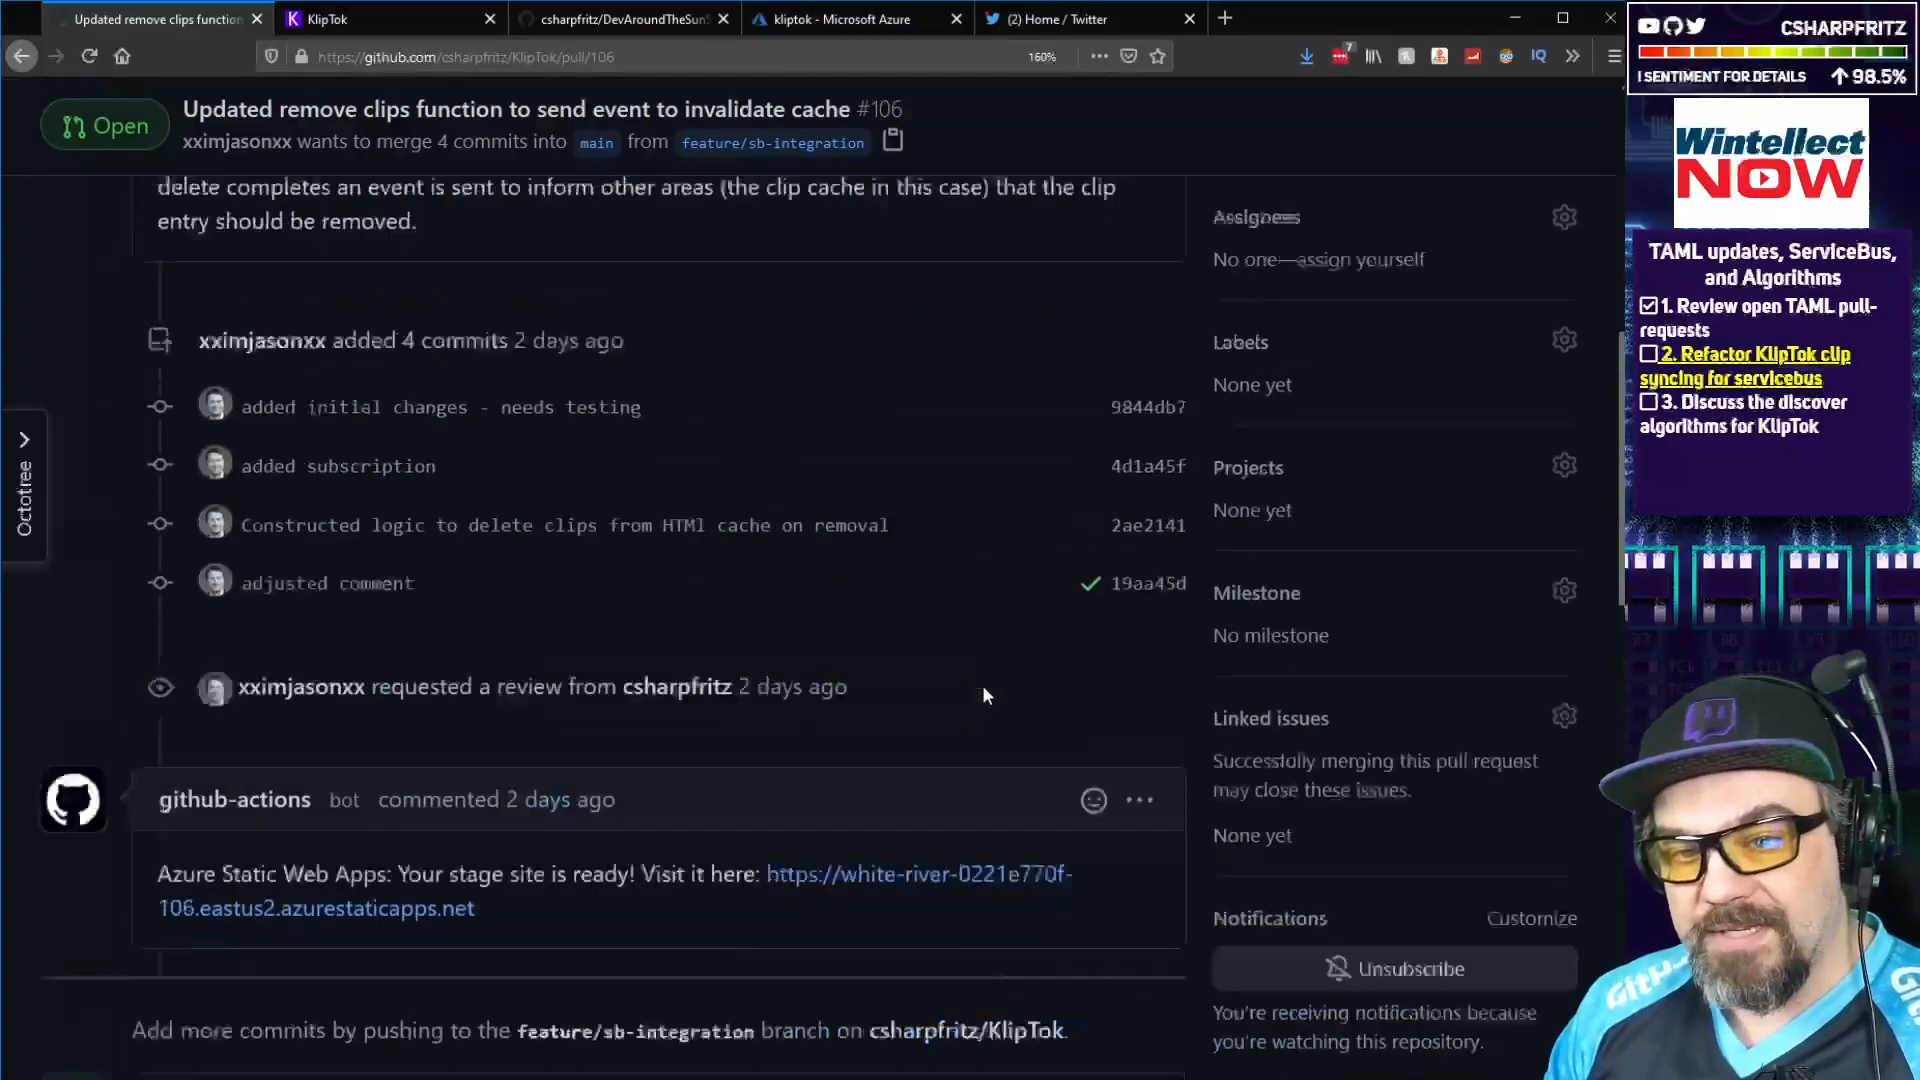 Updated remove clips function
KlipTok
csharpfritz/DevAroundTheSun
kliptok - Microsoft Azure
(2) Home / Twitter
https://github.com/csharpfritz/KlipTok/pull/106
160%
7
Open
Updated remove clips function to send event to invalidate cache #106
xximjasonxx wants to merge 4 commits into main from feature/sb-integration
delete completes an event is sent to inform other areas (the clip cache in this case) that the clip
entry should be removed.
xximjasonxx added 4 commits 2 days ago
added initial changes - needs testing 9844db7
added subscription 4d1a45f
Constructed logic to delete clips from HTMl cache on removal 2ae2141
adjusted comment 19aa45d
xximjasonxx requested a review from csharpfritz 2 days ago
github-actions bot commented 2 days ago
Azure Static Web Apps: Your stage site is ready! Visit it here: https://white-river-0221e770f-
106.eastus2.azurestaticapps.net
Add more commits by pushing to the feature/sb-integration branch on csharpfritz/KlipTok.
Octotree
Assignees
No one—assign yourself
Labels
None yet
Projects
None yet
Milestone
No milestone
Linked issues
Successfully merging this pull request
may close these issues.
None yet
Notifications Customize
Unsubscribe
You're receiving notifications because
you're watching this repository.
CSHARPFRITZ
! SENTIMENT FOR DETAILS 98.5%
Wintellect
NOW
TAML updates, ServiceBus,
and Algorithms
1. Review open TAML pull-
requests
2. Refactor KlipTok clip
syncing for servicebus
3. Discuss the discover
algorithms for KlipTok